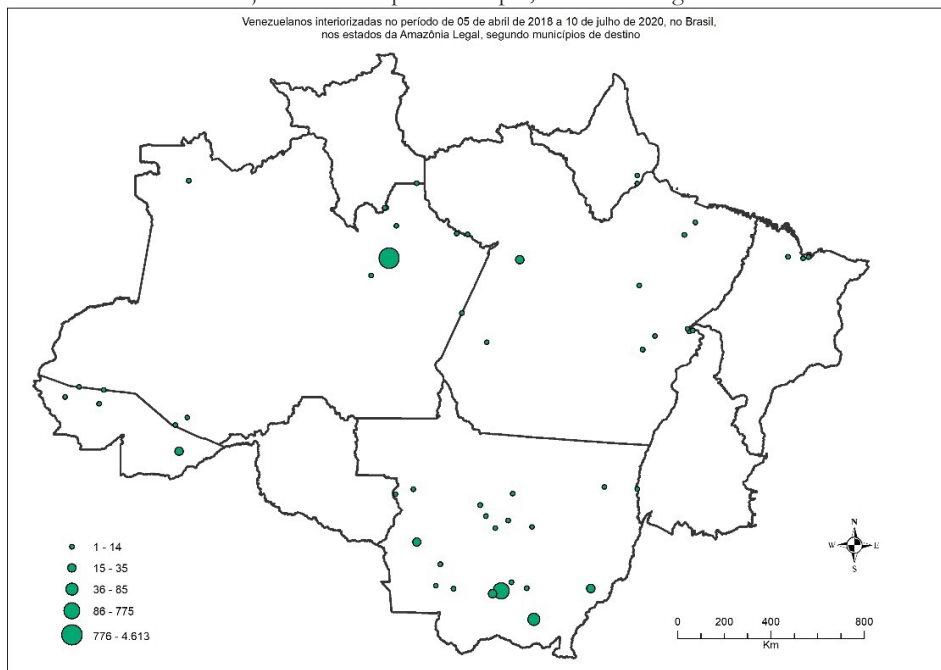 Venezuelanos interiorizadas no período de 05 de abril de 2018 a 10 de julho de 2020, no Brasil,
nos estados da Amazônia Legal, segundo municípios de destino
N
W E
S
1 - 14
15 - 35
36 - 85
86 - 775
776 - 4.613
0 200 400 600 800
Km